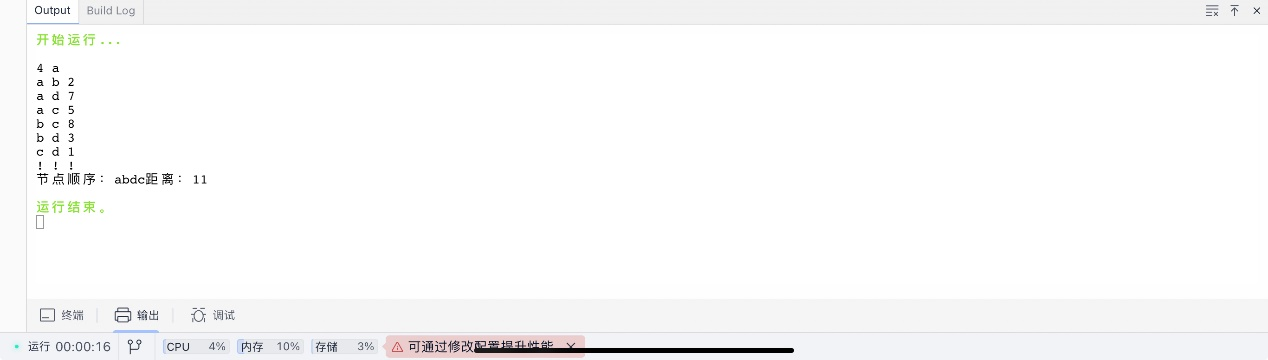 Output Build Log
开始运行...
4 a
a b 2
a d 7
a c 5
b c 8
b d 3
c d 1
! ! !
节点顺序：abdc距离：11
运行结束。
终端 输出 调试
运行 00:00:16 CPU 4% 内存 10% 存储 3% 可通过修改配置提升性能